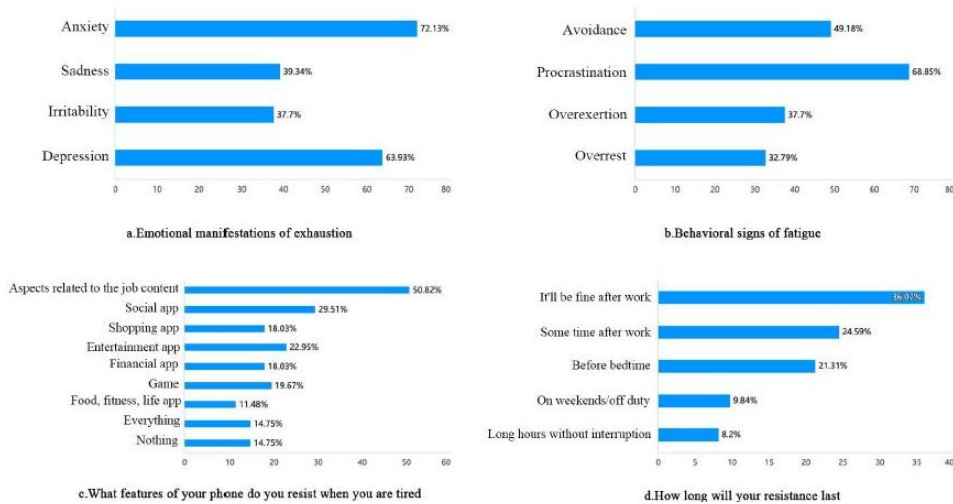 Anxiety 72.13%
Sadness 39.34%
Irritability 37.7%
Depression 63.93%
0 10 20 30 40 50 60 70 80
a.Emotional manifestations of exhaustion
Avoidance 49.18%
Procrastination 68.85%
Overexertion 37.7%
Overrest 32.79%
0 10 20 30 40 50 60 70 80
b.Behavioral signs of fatigue
Aspects related to the job content 50.82%
Social app 29.51%
Shopping app 18.03%
Entertainment app 22.95%
Financial app 18.03%
Game 19.67%
Food, fitness, life app 11.48%
Everything 14.75%
Nothing 14.75%
0 10 20 30 40 50 60
c.What features of your phone do you resist when you are tired
It'll be fine after work 36.07%
Some time after work 24.59%
Before bedtime 21.31%
On weekends/off duty 9.84%
Long hours without interruption 8.2%
0 5 10 15 20 25 30 35 40
d.How long will your resistance last